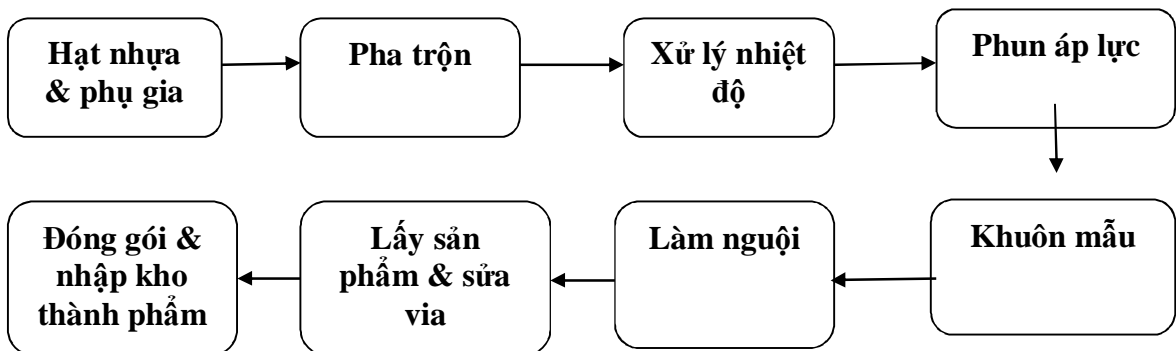 Hạt nhựa
& phụ gia
Pha trộn
Xử lý nhiệt
độ
Phun áp lực
Khuôn mẫu
Làm nguội
Lấy sản
phẩm & sửa
via
Đóng gói &
nhập kho
thành phẩm